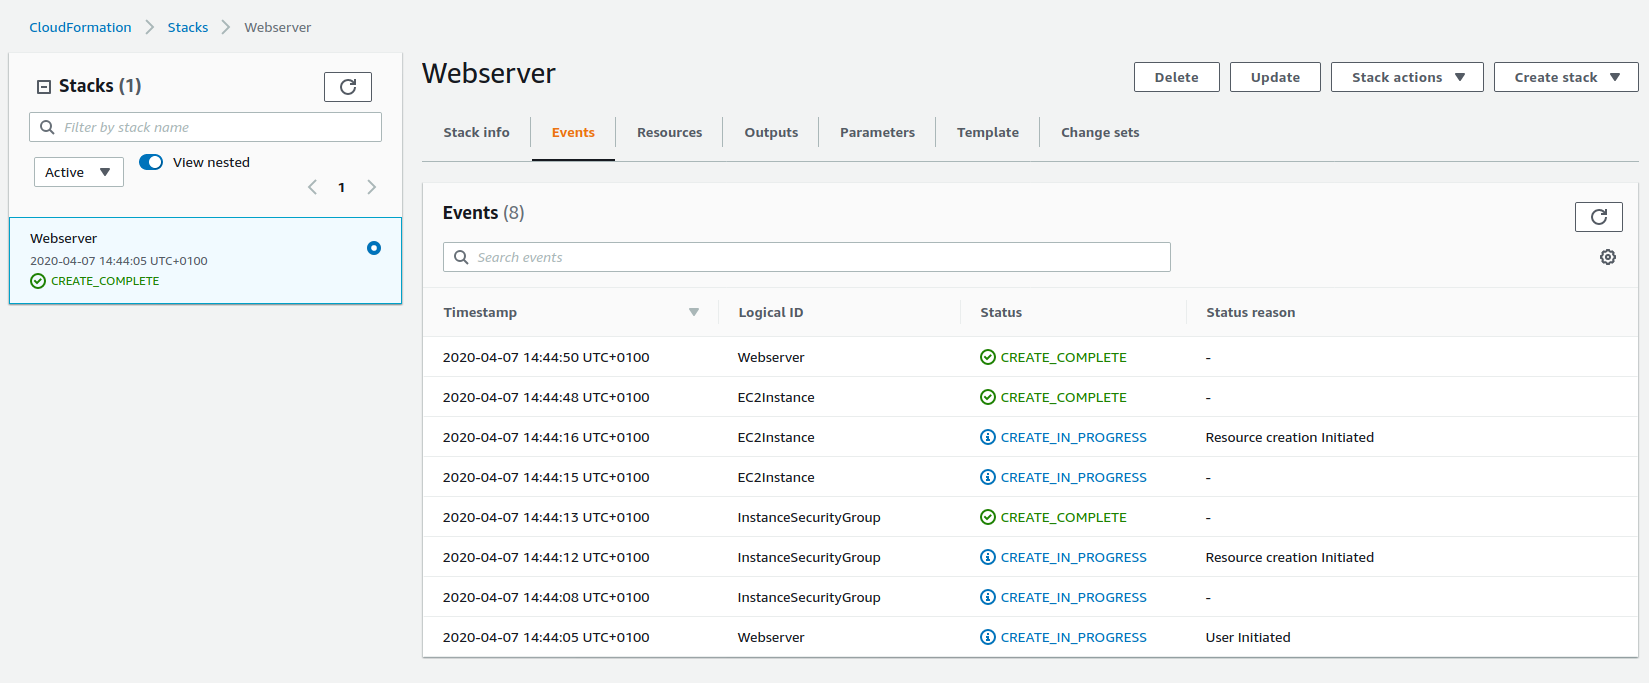 CloudFormation > Stacks > Webserver
Stacks (1)
Filter by stack name
Active
View nested
1
Webserver
2020-04-07 14:44:05 UTC+0100
CREATE_COMPLETE
Webserver
Delete
Update
Stack actions
Create stack
Stack info
Events
Resources
Outputs
Parameters
Template
Change sets
Events (8)
Search events
Timestamp Logical ID Status Status reason
2020-04-07 14:44:50 UTC+0100 Webserver CREATE_COMPLETE -
2020-04-07 14:44:48 UTC+0100 EC2Instance CREATE_COMPLETE -
2020-04-07 14:44:16 UTC+0100 EC2Instance CREATE_IN_PROGRESS Resource creation Initiated
2020-04-07 14:44:15 UTC+0100 EC2Instance CREATE_IN_PROGRESS -
2020-04-07 14:44:13 UTC+0100 InstanceSecurityGroup CREATE_COMPLETE -
2020-04-07 14:44:12 UTC+0100 InstanceSecurityGroup CREATE_IN_PROGRESS Resource creation Initiated
2020-04-07 14:44:08 UTC+0100 InstanceSecurityGroup CREATE_IN_PROGRESS -
2020-04-07 14:44:05 UTC+0100 Webserver CREATE_IN_PROGRESS User Initiated